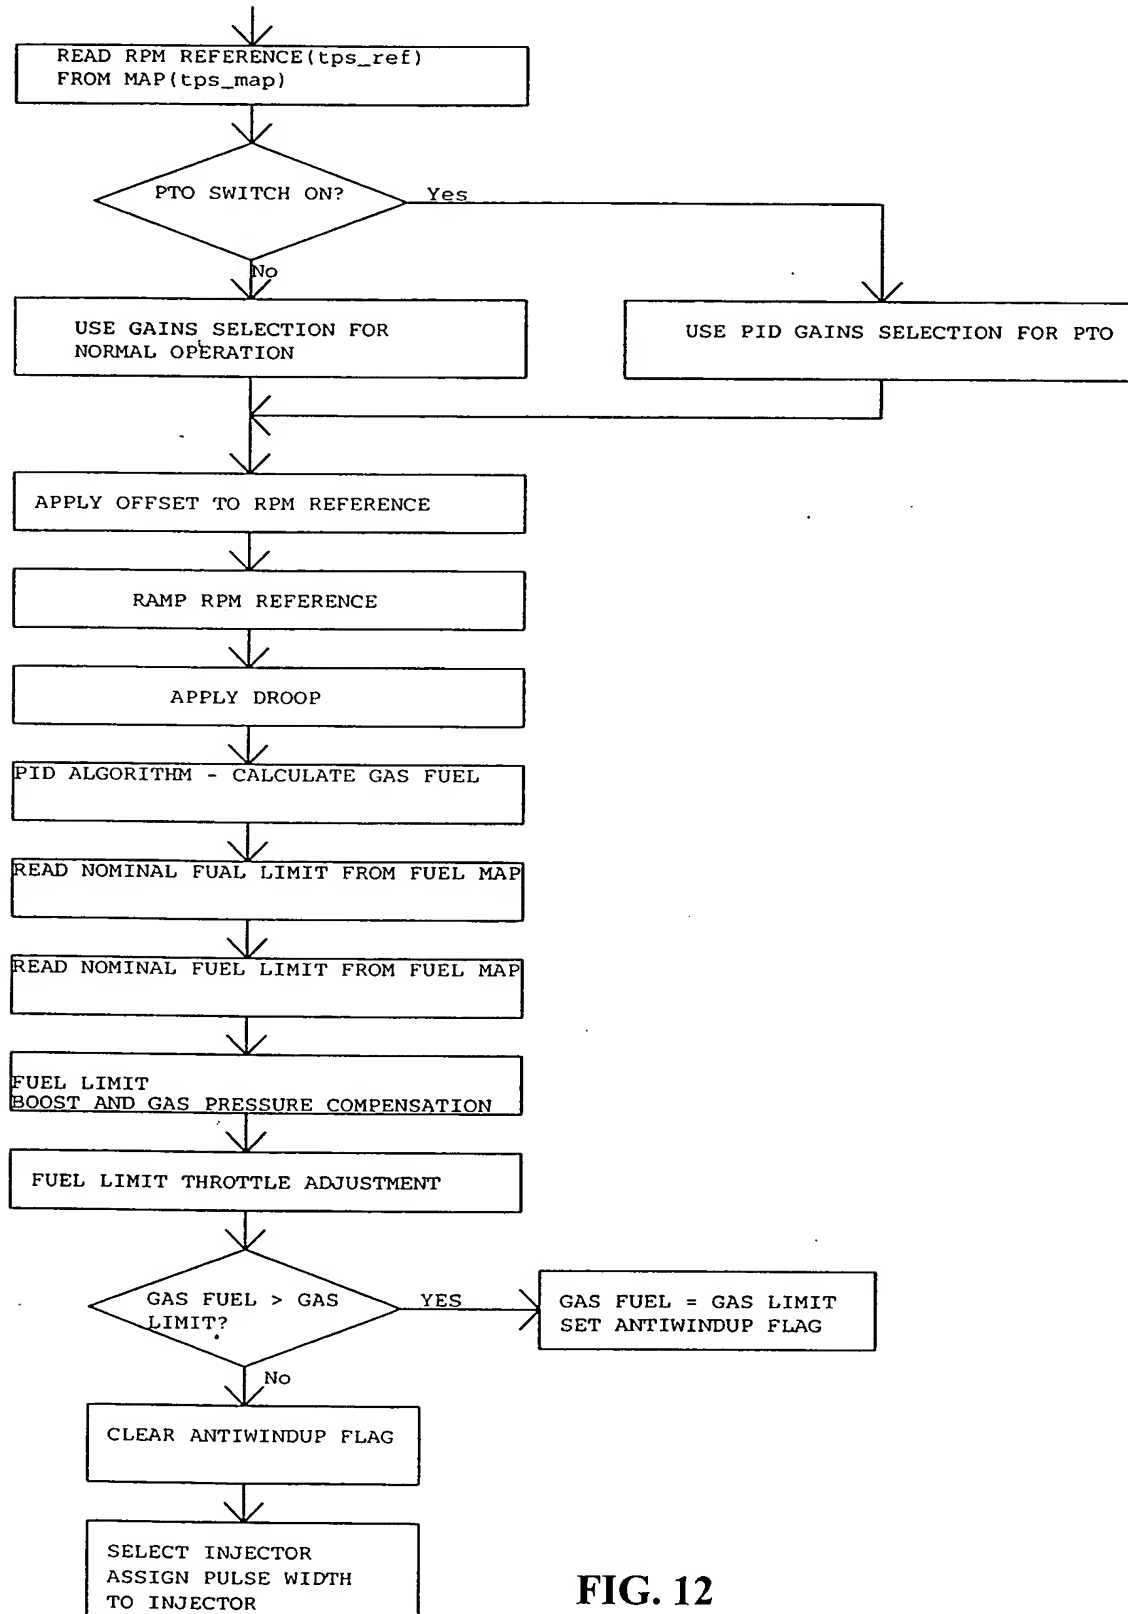 READ RPM REFERENCE(tps_ref)
FROM MAP(tps_map)
PTO SWITCH ON?
Yes
No
USE GAINS SELECTION FOR
NORMAL OPERATION
USE PID GAINS SELECTION FOR PTO
APPLY OFFSET TO RPM REFERENCE
RAMP RPM REFERENCE
APPLY DROOP
PID ALGORITHM - CALCULATE GAS FUEL
READ NOMINAL FUAL LIMIT FROM FUEL MAP
READ NOMINAL FUEL LIMIT FROM FUEL MAP
FUEL LIMIT
BOOST AND GAS PRESSURE COMPENSATION
FUEL LIMIT THROTTLE ADJUSTMENT
GAS FUEL > GAS
LIMIT?
YES
GAS FUEL = GAS LIMIT
SET ANTIWINDUP FLAG
No
CLEAR ANTIWINDUP FLAG
SELECT INJECTOR
ASSIGN PULSE WIDTH
TO INJECTOR
FIG. 12